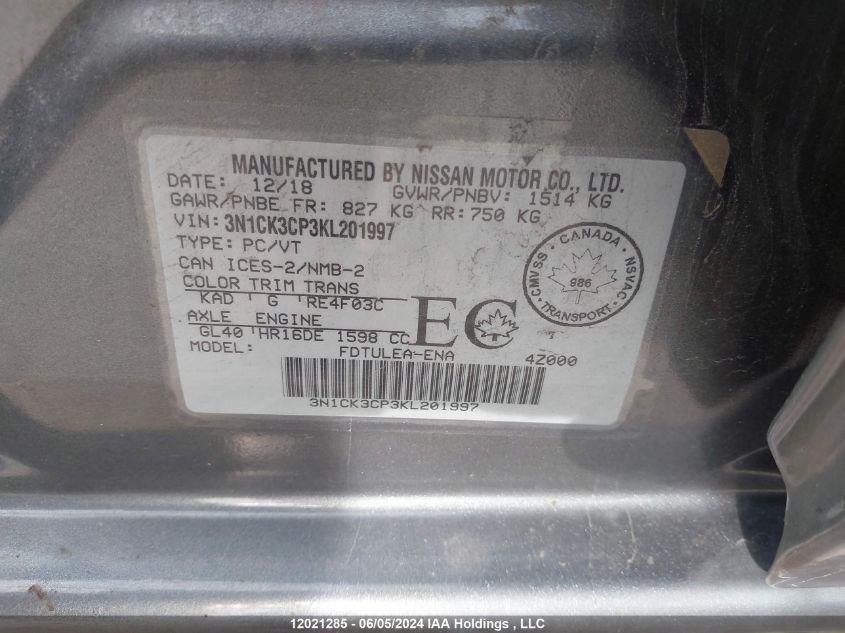 MANUFACTURED BY NISSAN MOTOR CO., LTD.
DATE: 12/18 GVWR/PNBV: 1514 KG
GAWR/PNBE FR: 827 KG RR: 750 KG
VIN: 3N1CK3CP3KL201997
TYPE: PC/VT
CAN ICES-2/NMB-2
COLOR TRIM TRANS
KAD G RE4F03C
AXLE ENGINE
GL40 HR16DE 1598 CC
EC
MODEL: FDTULEA-ENA 4Z000
3N1CK3CP3KL201997
CANADA
CMVSS NSVAC
986
TRANSPORT
12021285 - 06/05/2024 IAA Holdings , LLC